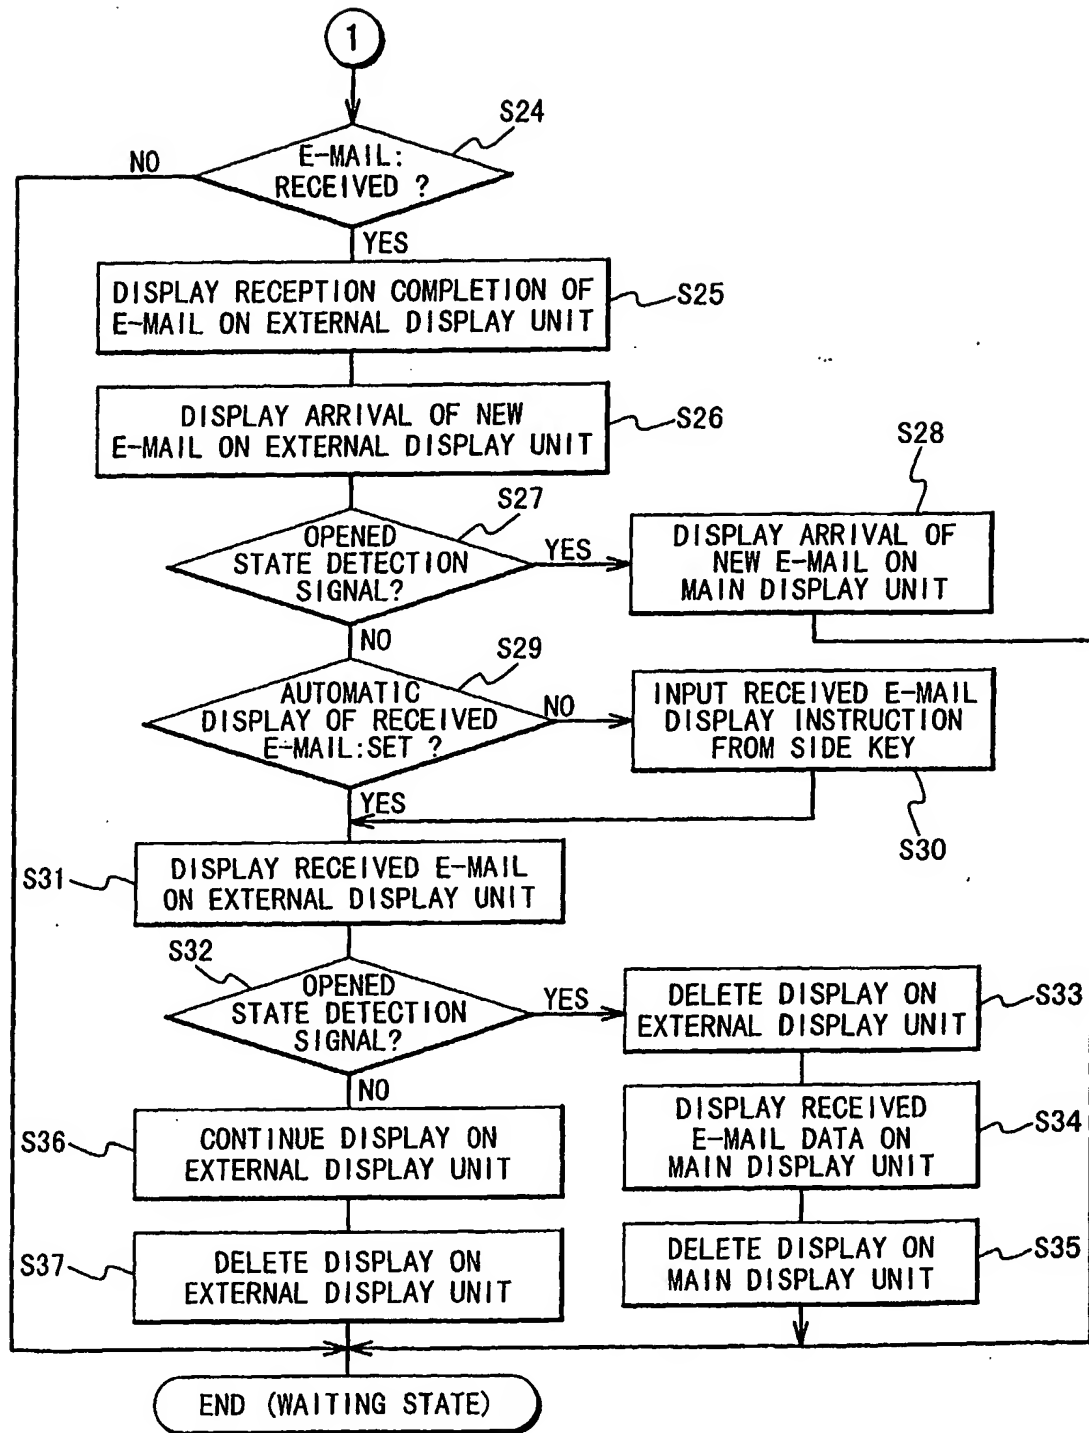 1
S24
NO
E-MAIL:
RECEIVED ?
YES
DISPLAY RECEPTION COMPLETION OF
E-MAIL ON EXTERNAL DISPLAY UNIT
S25
DISPLAY ARRIVAL OF NEW
E-MAIL ON EXTERNAL DISPLAY UNIT
S26
S27
OPENED
STATE DETECTION
SIGNAL?
YES
S28
DISPLAY ARRIVAL OF
NEW E-MAIL ON
MAIN DISPLAY UNIT
NO
S29
AUTOMATIC
DISPLAY OF RECEIVED
E-MAIL:SET ?
NO
INPUT RECEIVED E-MAIL
DISPLAY INSTRUCTION
FROM SIDE KEY
S30
YES
S31
DISPLAY RECEIVED E-MAIL
ON EXTERNAL DISPLAY UNIT
S32
OPENED
STATE DETECTION
SIGNAL?
YES
DELETE DISPLAY ON
EXTERNAL DISPLAY UNIT
S33
NO
DISPLAY RECEIVED
E-MAIL DATA ON
MAIN DISPLAY UNIT
S34
S36
CONTINUE DISPLAY ON
EXTERNAL DISPLAY UNIT
S37
DELETE DISPLAY ON
EXTERNAL DISPLAY UNIT
DELETE DISPLAY ON
MAIN DISPLAY UNIT
S35
END (WAITING STATE)